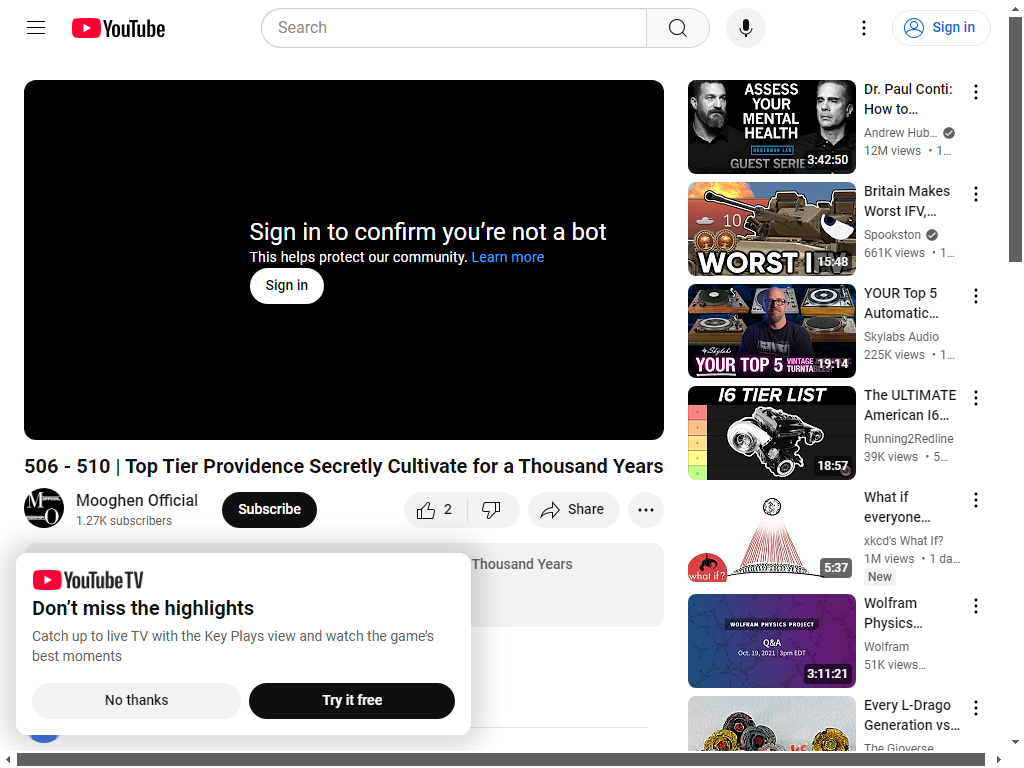 YouTube
Search
Sign in
Sign in to confirm you’re not a bot
This helps protect our community. Learn more
Sign in
506 - 510 | Top Tier Providence Secretly Cultivate for a Thousand Years
Mooghen Official
1.27K subscribers
Subscribe
2
Share
Thousand Years
YouTube TV
Don’t miss the highlights
Catch up to live TV with the Key Plays view and watch the game’s
best moments
No thanks
Try it free
ASSESS
YOUR
MENTAL
HEALTH
HUBERMAN LAB
GUEST SERIE
3:42:50
Dr. Paul Conti:
How to…
Andrew Hub…
12M views • 1…
10
WORST IFV
15:48
Britain Makes
Worst IFV,…
Spookston
661K views • 1…
Skylabs
YOUR TOP 5 VINTAGE
TURNTABLES!
19:14
YOUR Top 5
Automatic…
Skylabs Audio
225K views • 1…
I6 TIER LIST
18:57
The ULTIMATE
American I6…
Running2Redline
39K views • 5…
what if?
5:37
What if
everyone…
xkcd's What If?
1M views • 1 da…
New
WOLFRAM PHYSICS PROJECT
Q&A
Oct. 19, 2021 | 3pm EDT
3:11:21
Wolfram
Physics…
Wolfram
51K views…
Every L-Drago
Generation vs…
The Gioverse